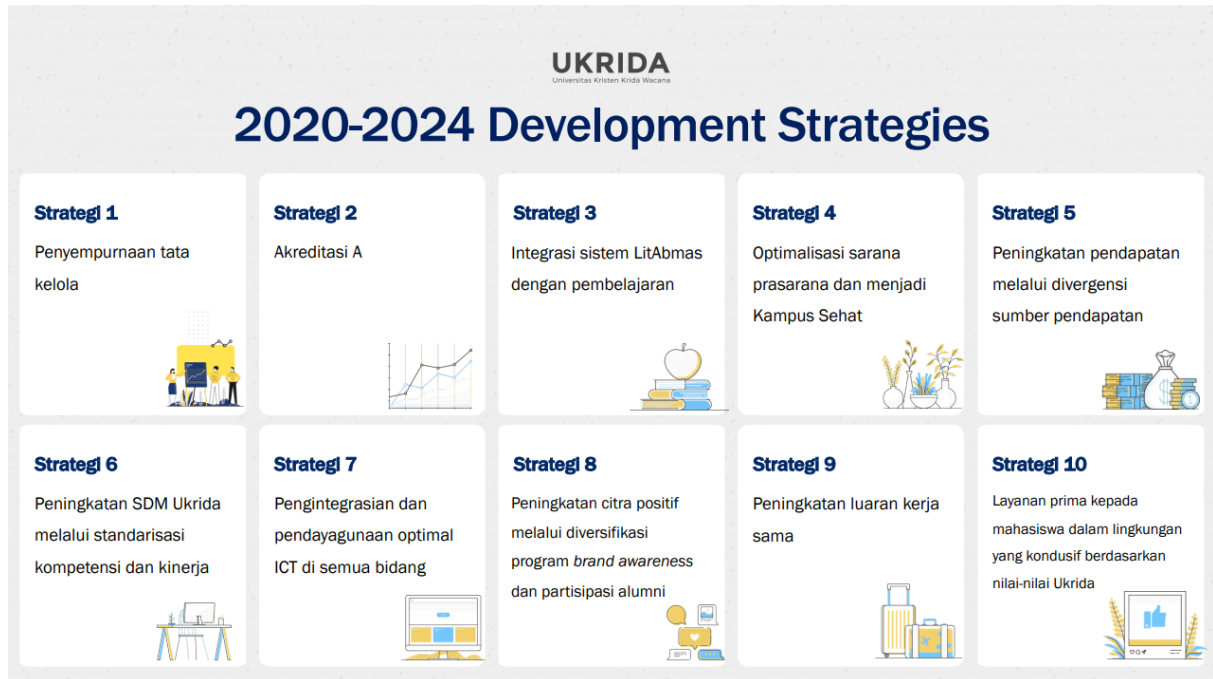 UKRIDA
Universitas Kristen Krida Wacana
2020-2024 Development Strategies
Strategi 1
Penyempurnaan tata
kelola
Strategi 2
Akreditasi A
Strategi 3
Integrasi sistem LitAbmas
dengan pembelajaran
Strategi 4
Optimalisasi sarana
prasarana dan menjadi
Kampus Sehat
Strategi 5
Peningkatan pendapatan
melalui divergensi
sumber pendapatan
Strategi 6
Peningkatan SDM Ukrida
melalui standarisasi
kompetensi dan kinerja
Strategi 7
Pengintegrasian dan
pendayagunaan optimal
ICT di semua bidang
Strategi 8
Peningkatan citra positif
melalui diversifikasi
program brand awareness
dan partisipasi alumni
Strategi 9
Peningkatan luaran kerja
sama
Strategi 10
Layanan prima kepada
mahasiswa dalam lingkungan
yang kondusif berdasarkan
nilai-nilai Ukrida